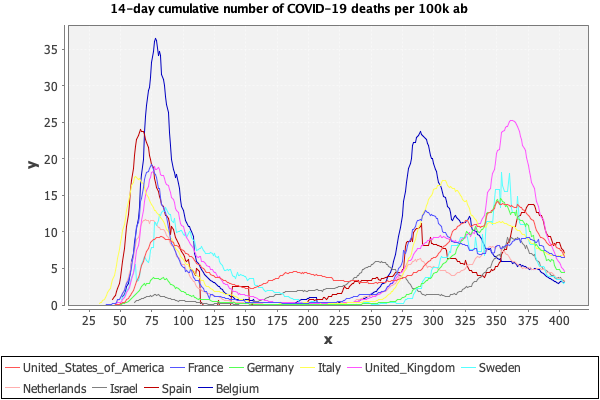 14-day cumulative number of COVID-19 deaths per 100k ab
35
30
25
20
15
10
5
0
y
25 50 75 100 125 150 175 200 225 250 275 300 325 350 375 400
x
United_States_of_America France Germany Italy United_Kingdom Sweden
Netherlands Israel Spain Belgium